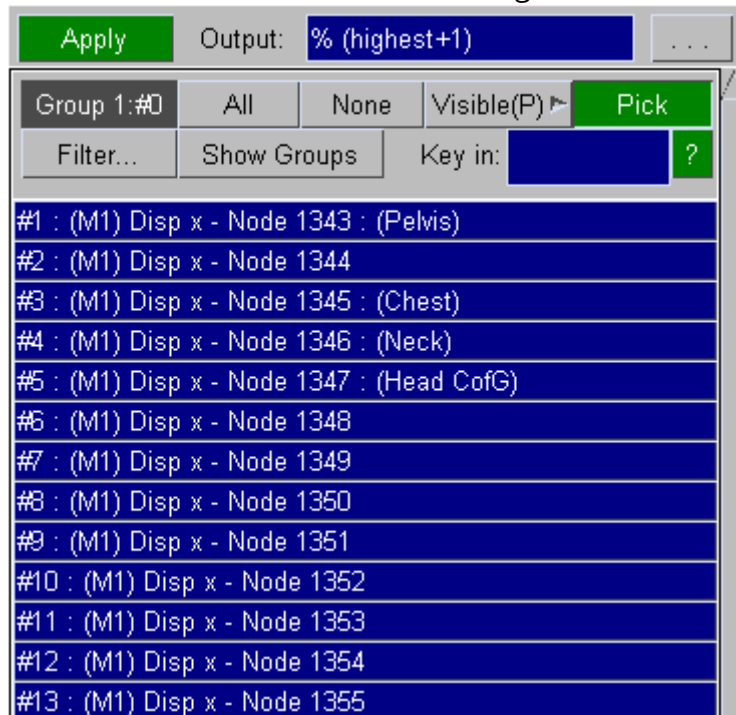 Apply Output: % (highest+1) ...
Group 1:#0 All None Visible(P) Pick
Filter... Show Groups Key in: ?
#1 : (M1) Disp x - Node 1343 : (Pelvis)
#2 : (M1) Disp x - Node 1344
#3 : (M1) Disp x - Node 1345 : (Chest)
#4 : (M1) Disp x - Node 1346 : (Neck)
#5 : (M1) Disp x - Node 1347 : (Head CofG)
#6 : (M1) Disp x - Node 1348
#7 : (M1) Disp x - Node 1349
#8 : (M1) Disp x - Node 1350
#9 : (M1) Disp x - Node 1351
#10 : (M1) Disp x - Node 1352
#11 : (M1) Disp x - Node 1353
#12 : (M1) Disp x - Node 1354
#13 : (M1) Disp x - Node 1355